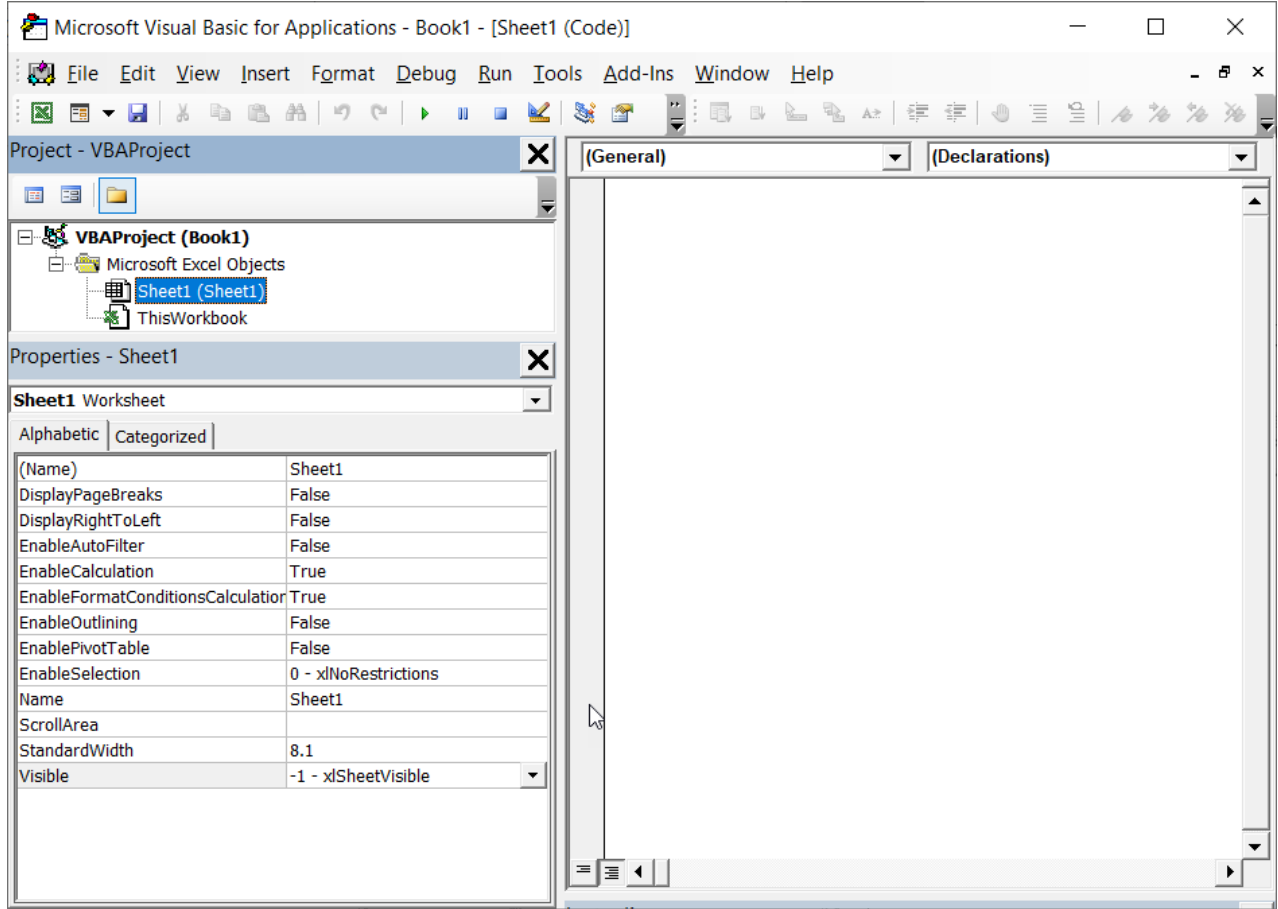 Microsoft Visual Basic for Applications - Book1 - [Sheet1 (Code)]
File Edit View Insert Format Debug Run Tools Add-Ins Window Help
Project - VBAProject
(General) (Declarations)
VBAProject (Book1)
Microsoft Excel Objects
Sheet1 (Sheet1)
ThisWorkbook
Properties - Sheet1
Sheet1 Worksheet
Alphabetic Categorized
(Name) Sheet1
DisplayPageBreaks False
DisplayRightToLeft False
EnableAutoFilter False
EnableCalculation True
EnableFormatConditionsCalculation True
EnableOutlining False
EnablePivotTable False
EnableSelection 0 - xlNoRestrictions
Name Sheet1
ScrollArea
StandardWidth 8.1
Visible -1 - xlSheetVisible